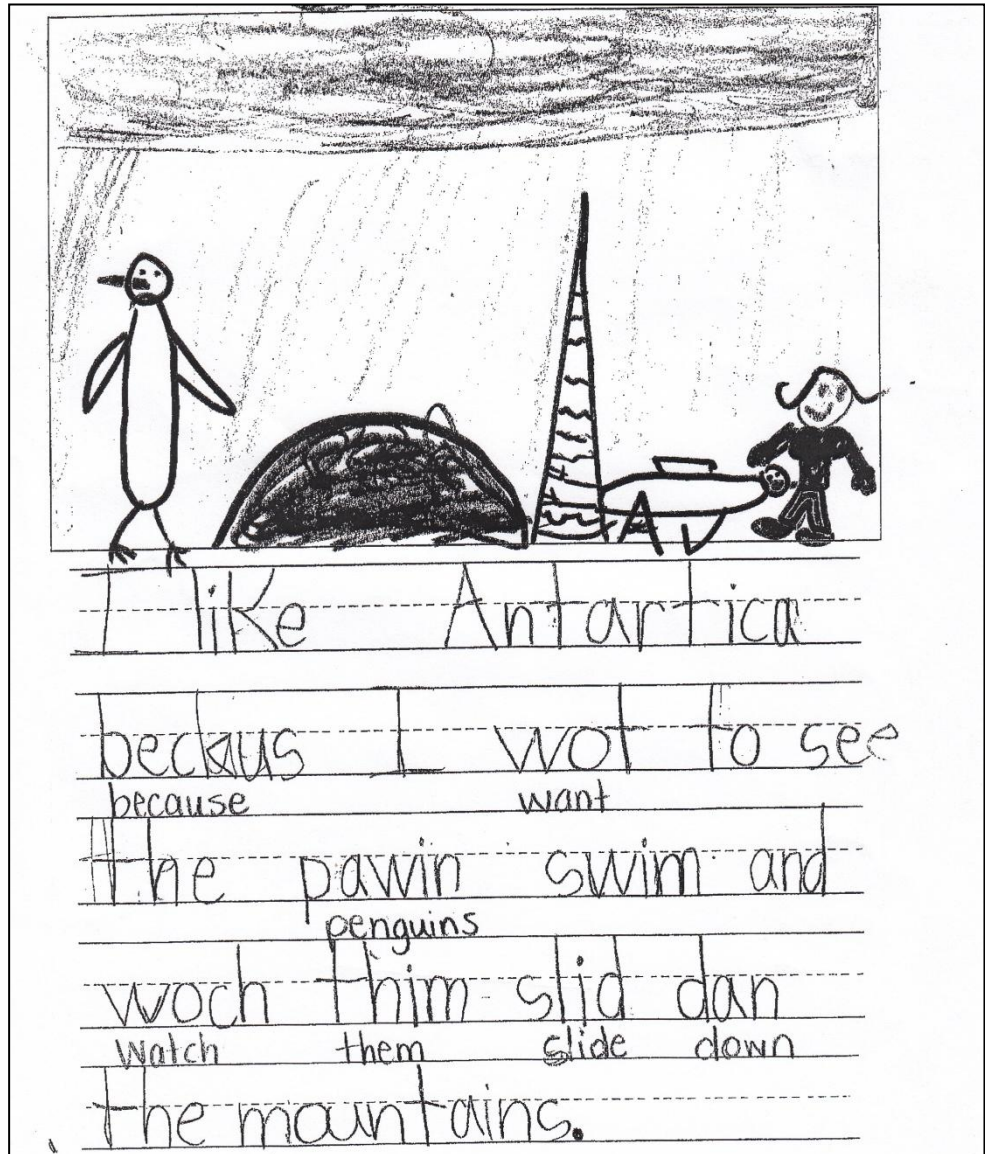 I like Antartica
beckaus I wot to see
because want
the pawin swim and
penguins
woch thim slid dan
watch them slide down
the mountains.